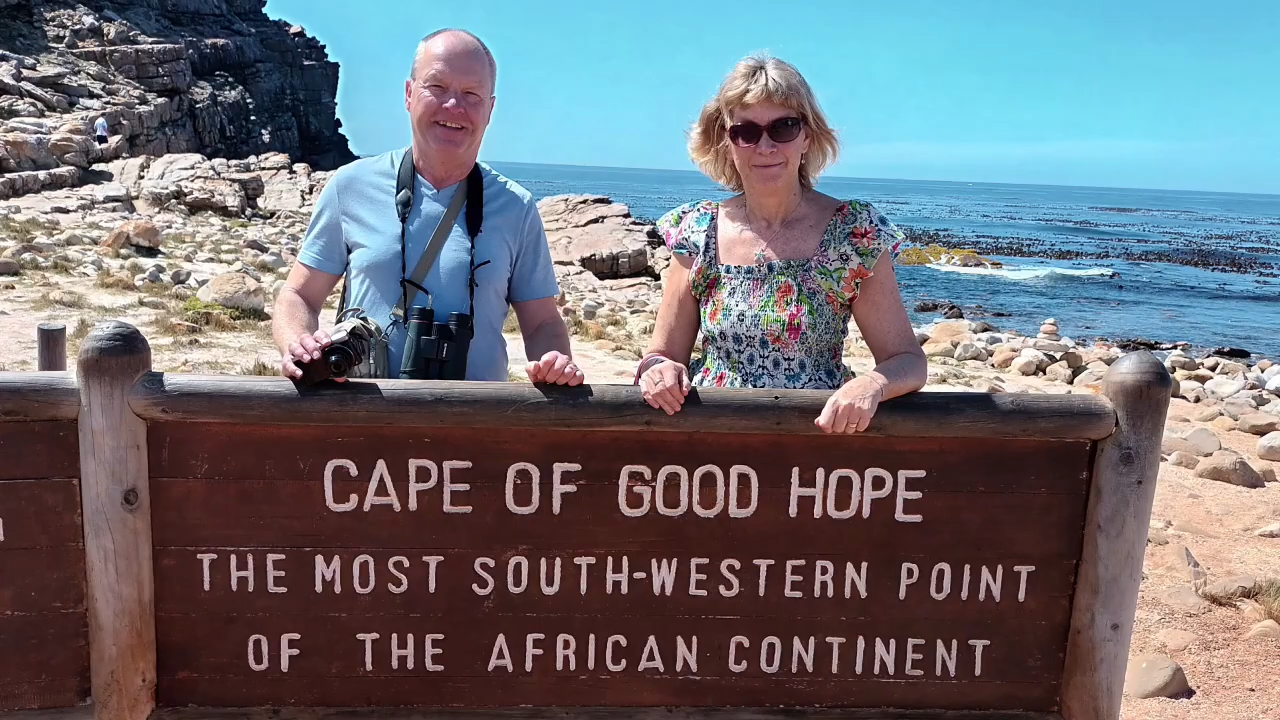 CAPE OF GOOD HOPE
THE MOST SOUTH-WESTERN POINT
OF THE AFRICAN CONTINENT